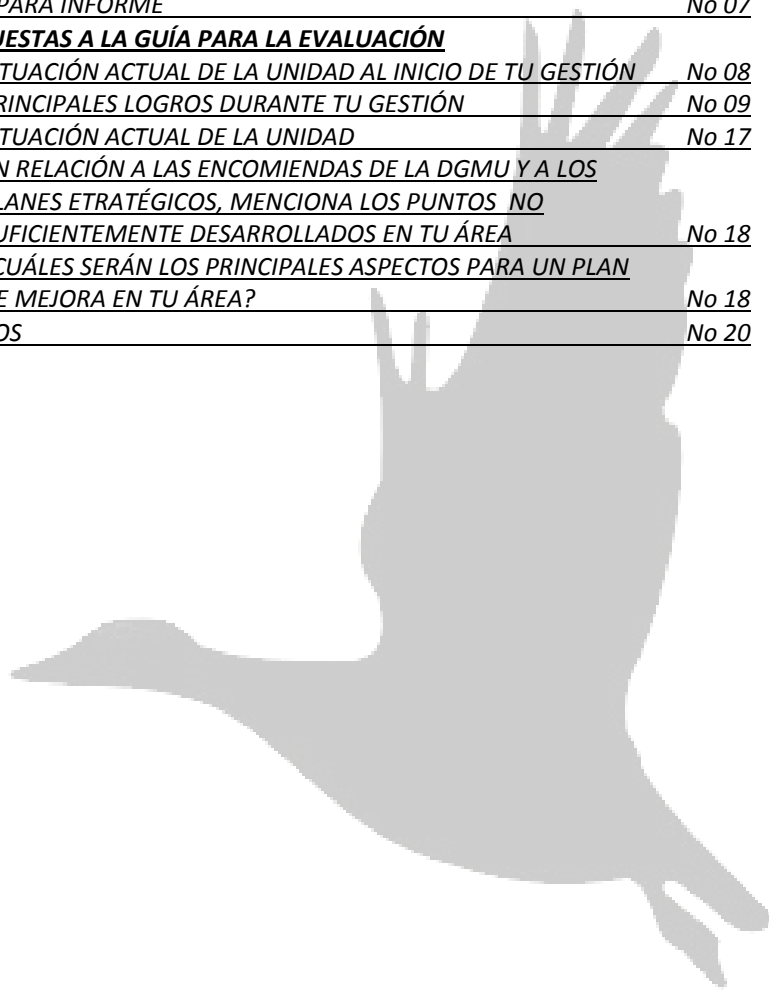 PARA INFORME No 07
UESTAS A LA GUÍA PARA LA EVALUACIÓN
TUACIÓN ACTUAL DE LA UNIDAD AL INICIO DE TU GESTIÓN No 08
RINCIPALES LOGROS DURANTE TU GESTIÓN No 09
TUACIÓN ACTUAL DE LA UNIDAD No 17
N RELACIÓN A LAS ENCOMIENDAS DE LA DGMU Y A LOS
LANES ETRATÉGICOS, MENCIONA LOS PUNTOS NO
UFICIENTEMENTE DESARROLLADOS EN TU ÁREA No 18
CUÁLES SERÁN LOS PRINCIPALES ASPECTOS PARA UN PLAN
E MEJORA EN TU ÁREA? No 18
OS No 20